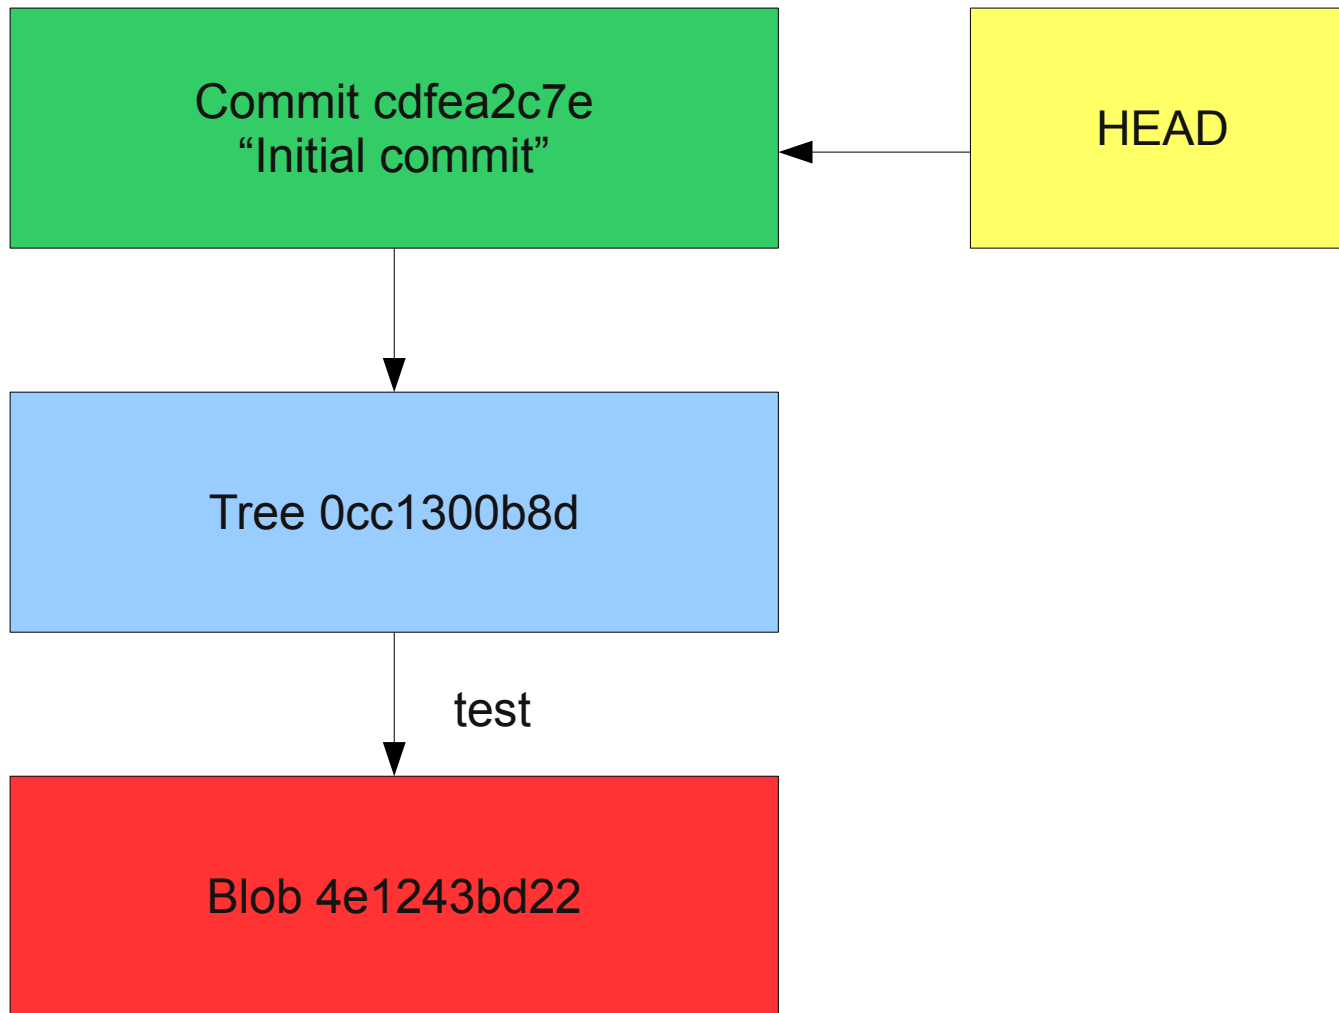 Commit cdfea2c7e
“Initial commit”
HEAD
Tree 0cc1300b8d
test
Blob 4e1243bd22